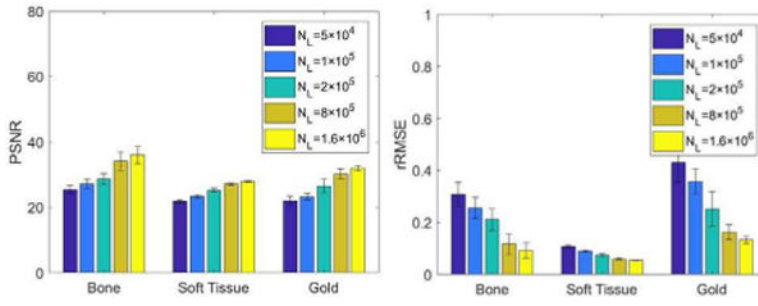 80
60
40
20
0
PSNR
N_L=5×10^4
N_L=1×10^5
N_L=2×10^5
N_L=8×10^5
N_L=1.6×10^6
Bone Soft Tissue Gold
1
0.8
0.6
0.4
0.2
0
rRMSE
N_L=5×10^4
N_L=1×10^5
N_L=2×10^5
N_L=8×10^5
N_L=1.6×10^6
Bone Soft Tissue Gold